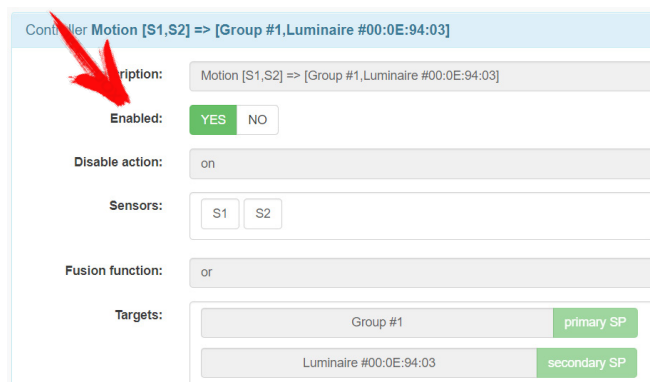 Controller Motion [S1,S2] => [Group #1,Luminaire #00:0E:94:03]
ription: Motion [S1,S2] => [Group #1,Luminaire #00:0E:94:03]
Enabled: YES NO
Disable action: on
Sensors: S1 S2
Fusion function: or
Targets: Group #1 primary SP
Luminaire #00:0E:94:03 secondary SP